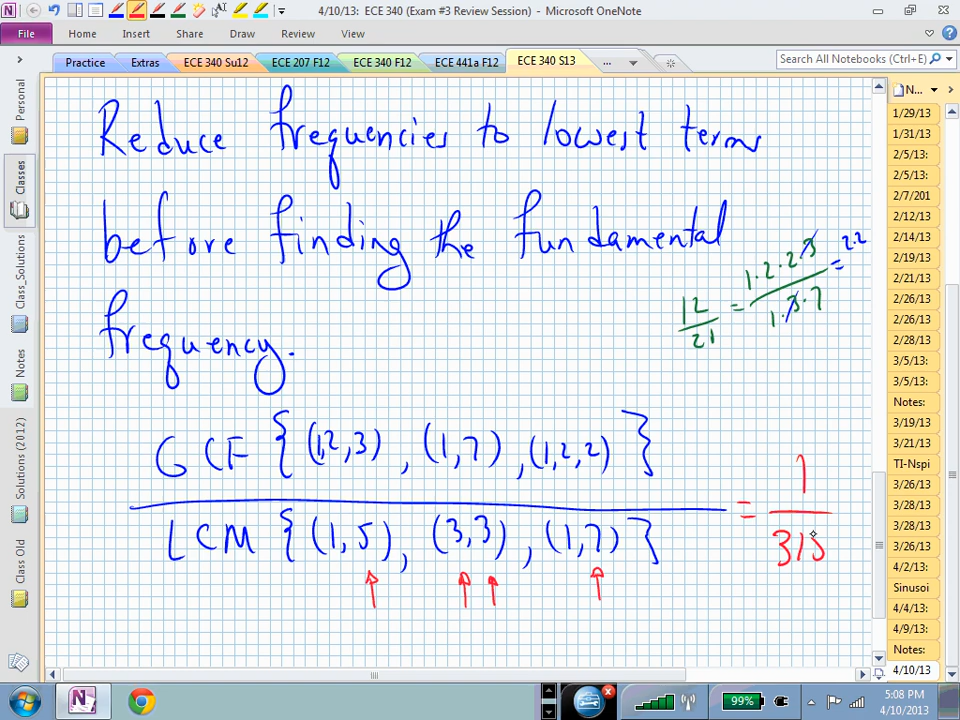 4/10/13: ECE 340 (Exam #3 Review Session) - Microsoft OneNote
File Home Insert Share Draw Review View
Practice Extras ECE 340 Su12 ECE 207 F12 ECE 340 F12 ECE 441a F12 ECE 340 S13 ... Search All Notebooks (Ctrl+E)
Personal
Classes
Class_Solutions
Notes
Solutions (2012)
Class Old
Reduce frequencies to lowest terms
before finding the fundamental
frequency.
12/21 = 1·2·2·3/1·3·7 = 2·2
GCF {(1,2,3), (1,7), (1,2,2)}
LCM {(1,5), (3,3), (1,7)}
= 1/315
N...
1/29/13
1/31/13
2/5/13:
2/5/13:
2/7/201
2/12/13
2/14/13
2/19/13
2/21/13
2/26/13
2/26/13
2/28/13
3/5/13:
3/5/13:
Notes:
3/19/13
3/21/13
TI-Nspi
3/26/13
3/28/13
3/28/13
3/26/13
4/2/13:
Sinusoi
4/4/13:
4/9/13:
Notes:
4/10/13
99%
5:08 PM
4/10/2013